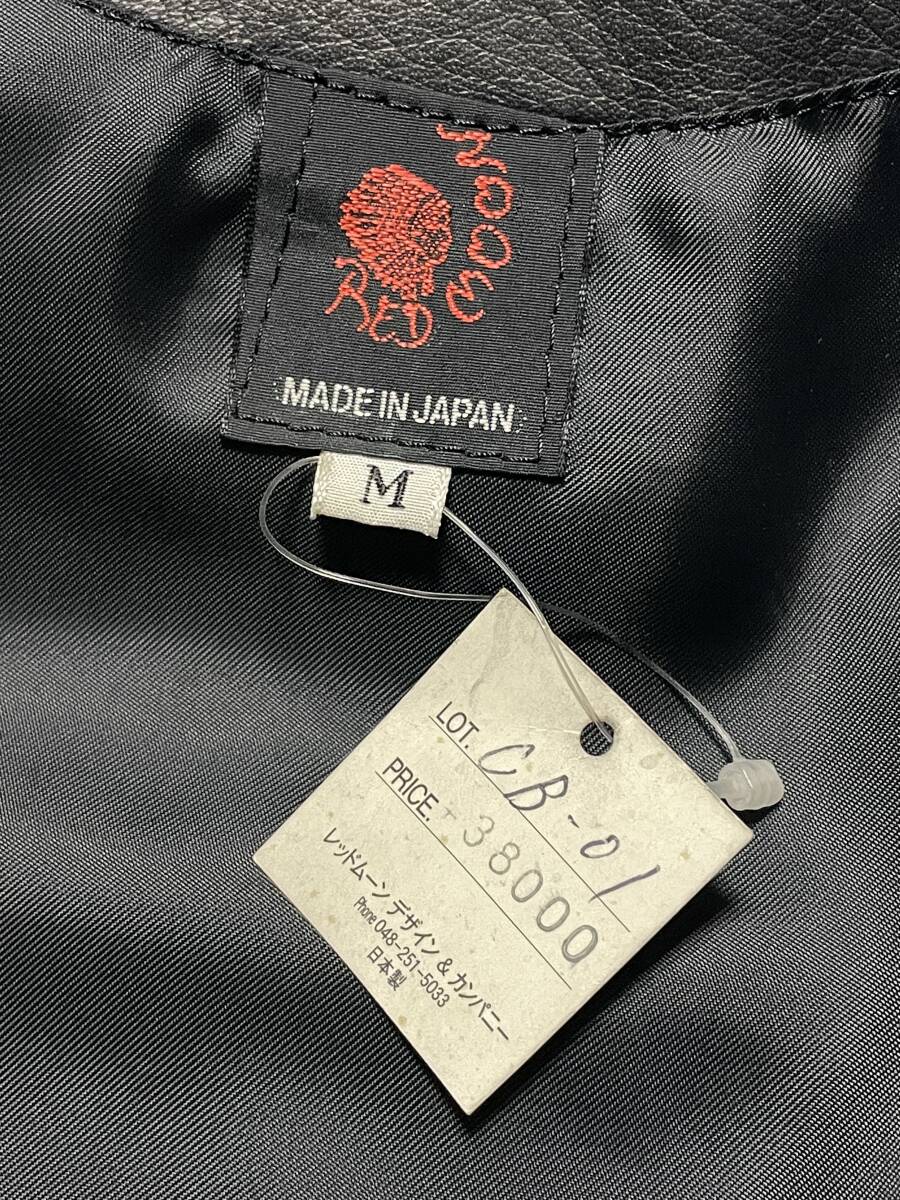 RED MOON
MADE IN JAPAN
M
LOT. CB-01
PRICE. 38000
レッドムーン デザイン & カンパニー
Phone 048-251-5033
日本製